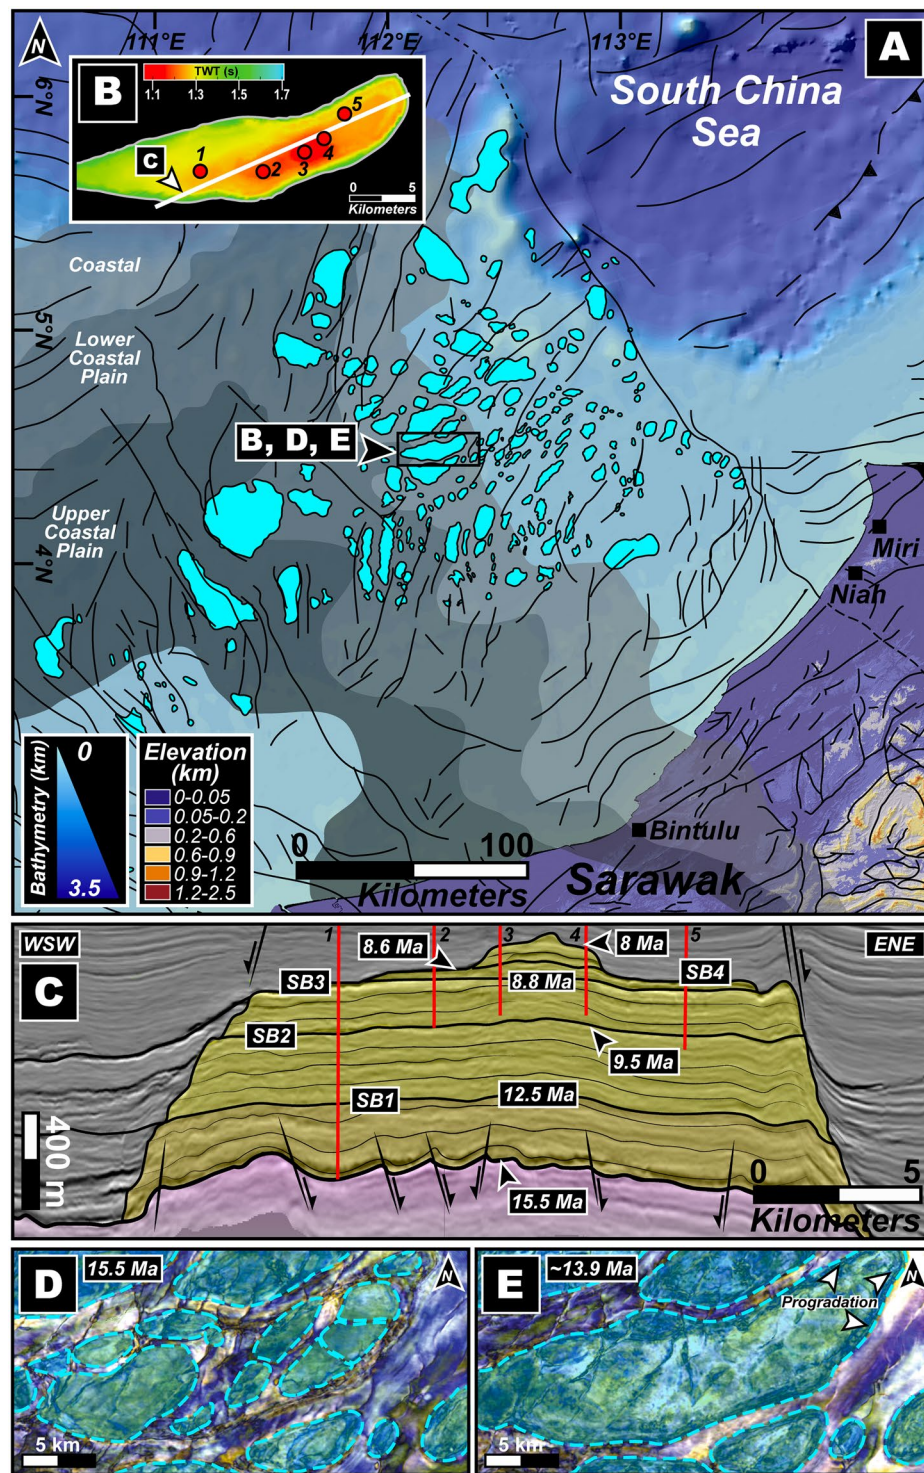 111°E
112°E
113°E
A
N
6°N
5°N
4°N
South China
Sea
B
TWT (s)
1.1
1.3
1.5
1.7
1
2
3
4
5
C
0
5
Kilometers
Coastal
Lower
Coastal
Plain
B, D, E
Upper
Coastal
Plain
Miri
Niah
Bintulu
Sarawak
Bathymetry (km)
0
3.5
Elevation
(km)
0-0.05
0.05-0.2
0.2-0.6
0.6-0.9
0.9-1.2
1.2-2.5
0
100
Kilometers
WSW
ENE
C
1
2
3
4
5
8.6 Ma
8 Ma
SB3
8.8 Ma
SB4
SB2
9.5 Ma
SB1
12.5 Ma
15.5 Ma
400 m
0
5
Kilometers
D
15.5 Ma
N
5 km
E
~13.9 Ma
N
Progradation
5 km